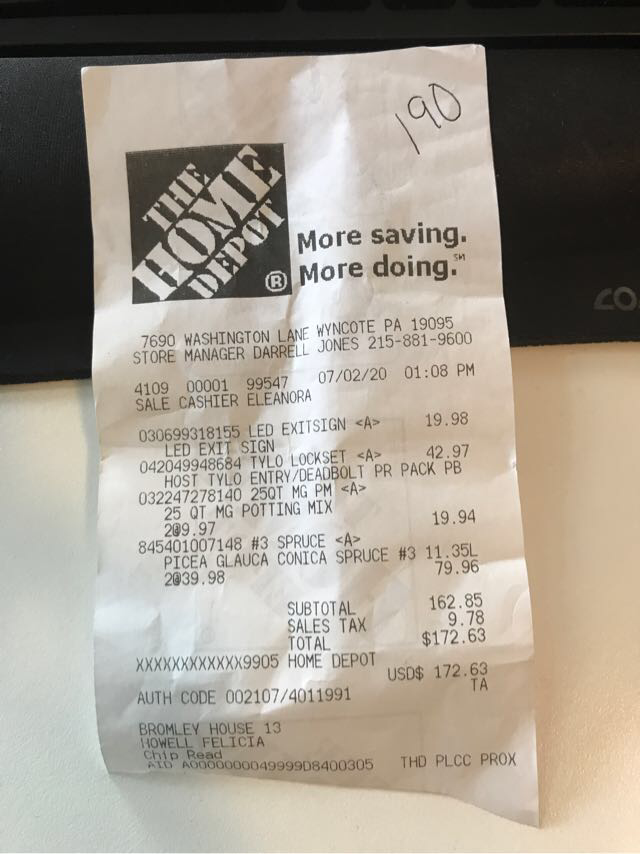 190
THE
HOME
DEPOT
®
More saving.
More doing.℠
7690 WASHINGTON LANE WYNCOTE PA 19095
STORE MANAGER DARRELL JONES 215-881-9600
4109 00001 99547 07/02/20 01:08 PM
SALE CASHIER ELEANORA
030699318155 LED EXITSIGN <A> 19.98
LED EXIT SIGN
042049948684 TYLO LOCKSET <A> 42.97
HOST TYLO ENTRY/DEADBOLT PR PACK PB
032247278140 25QT MG PM <A>
25 QT MG POTTING MIX
2@9.97 19.94
845401007148 #3 SPRUCE <A>
PICEA GLAUCA CONICA SPRUCE #3 11.35L
2@39.98 79.96
SUBTOTAL 162.85
SALES TAX 9.78
TOTAL $172.63
XXXXXXXXXXXX9905 HOME DEPOT
USD$ 172.63
AUTH CODE 002107/4011991 TA
BROMLEY HOUSE 13
HOWELL FELICIA
Chip Read
AID A0000000049999D8400305 THD PLCC PROX
CO